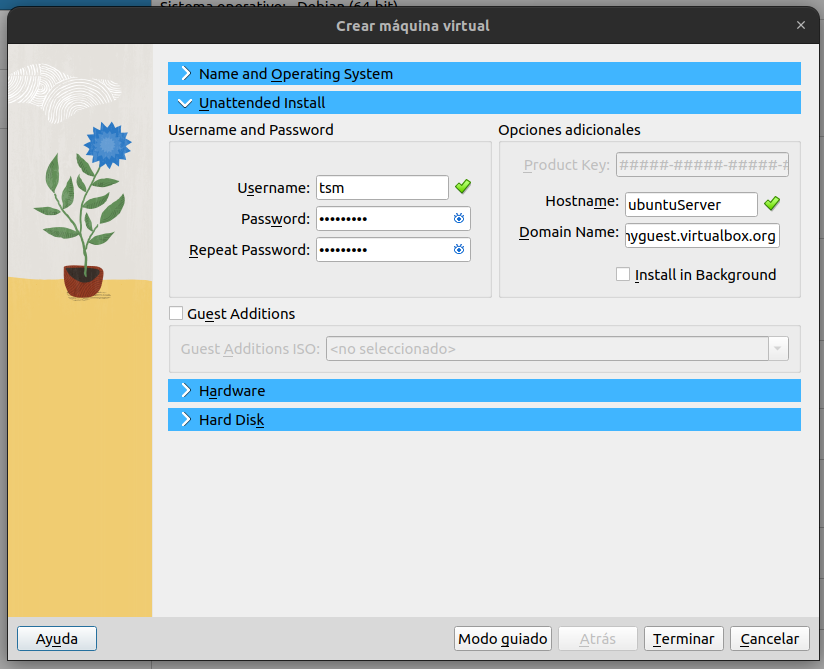 Sistema operativo: Debian (64-bit)
Crear máquina virtual
Name and Operating System
Unattended Install
Username and Password
Opciones adicionales
Product Key: #####-#####-#####-#
Username: tsm
Hostname: ubuntuServer
Password: •••••••••
Domain Name: nyguest.virtualbox.org
Repeat Password: •••••••••
Install in Background
Guest Additions
Guest Additions ISO: <no seleccionado>
Hardware
Hard Disk
Ayuda
Modo guiado
Atrás
Terminar
Cancelar